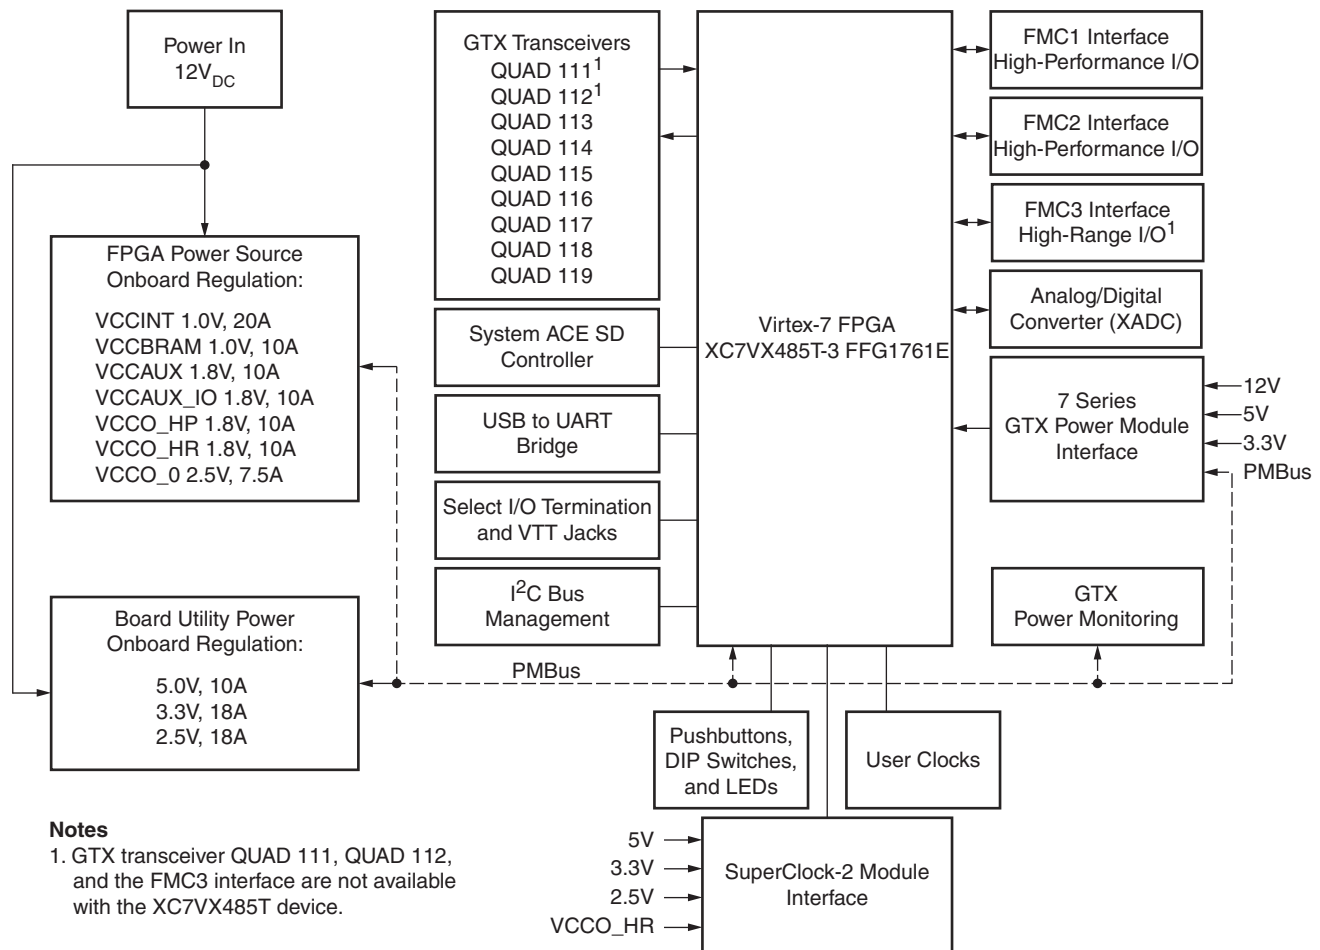 Power In
12VDC
FPGA Power Source
Onboard Regulation:
VCCINT 1.0V, 20A
VCCBRAM 1.0V, 10A
VCCAUX 1.8V, 10A
VCCAUX_IO 1.8V, 10A
VCCO_HP 1.8V, 10A
VCCO_HR 1.8V, 10A
VCCO_0 2.5V, 7.5A
Board Utility Power
Onboard Regulation:
5.0V, 10A
3.3V, 18A
2.5V, 18A
GTX Transceivers
QUAD 111¹
QUAD 112¹
QUAD 113
QUAD 114
QUAD 115
QUAD 116
QUAD 117
QUAD 118
QUAD 119
System ACE SD
Controller
USB to UART
Bridge
Select I/O Termination
and VTT Jacks
I²C Bus
Management
PMBus
Virtex-7 FPGA
XC7VX485T-3 FFG1761E
FMC1 Interface
High-Performance I/O
FMC2 Interface
High-Performance I/O
FMC3 Interface
High-Range I/O¹
Analog/Digital
Converter (XADC)
7 Series
GTX Power Module
Interface
12V
5V
3.3V
PMBus
GTX
Power Monitoring
Pushbuttons,
DIP Switches,
and LEDs
User Clocks
5V
3.3V
2.5V
VCCO_HR
SuperClock-2 Module
Interface
Notes
1. GTX transceiver QUAD 111, QUAD 112,
and the FMC3 interface are not available
with the XC7VX485T device.